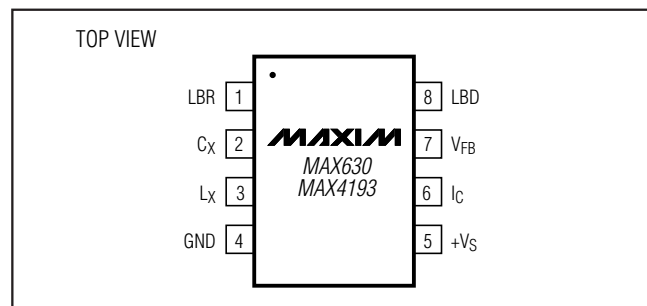 TOP VIEW
LBR 1
8 LBD
CX 2
MAXIM
7 VFB
MAX630
MAX4193
LX 3
6 IC
GND 4
5 +VS